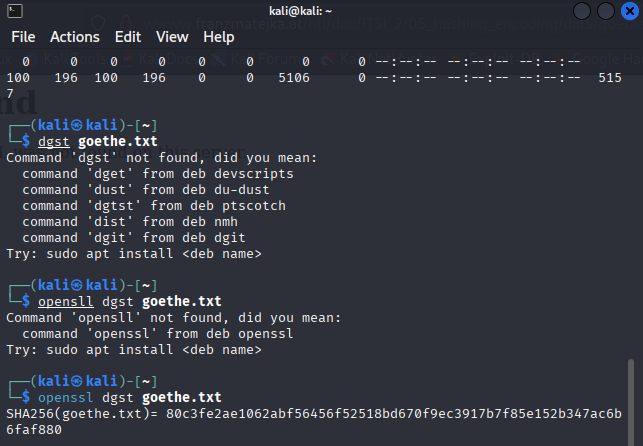 kali@kali: ~
File Actions Edit View Help
0 0 0 0 0 0 0 0 --:--:-- --:--:-- --:--:--
100 196 100 196 0 0 5106 0 --:--:-- --:--:-- --:--:-- 515
7
┌──(kali㉿kali)-[~]
└─$ dgst goethe.txt
Command 'dgst' not found, did you mean:
command 'dget' from deb devscripts
command 'dust' from deb du-dust
command 'dgtst' from deb ptscotch
command 'dist' from deb nmh
command 'dgit' from deb dgit
Try: sudo apt install <deb name>
┌──(kali㉿kali)-[~]
└─$ opensll dgst goethe.txt
Command 'opensll' not found, did you mean:
command 'openssl' from deb openssl
Try: sudo apt install <deb name>
┌──(kali㉿kali)-[~]
└─$ openssl dgst goethe.txt
SHA256(goethe.txt)= 80c3fe2ae1062abf56456f52518bd670f9ec3917b7f85e152b347ac6b
6faf880